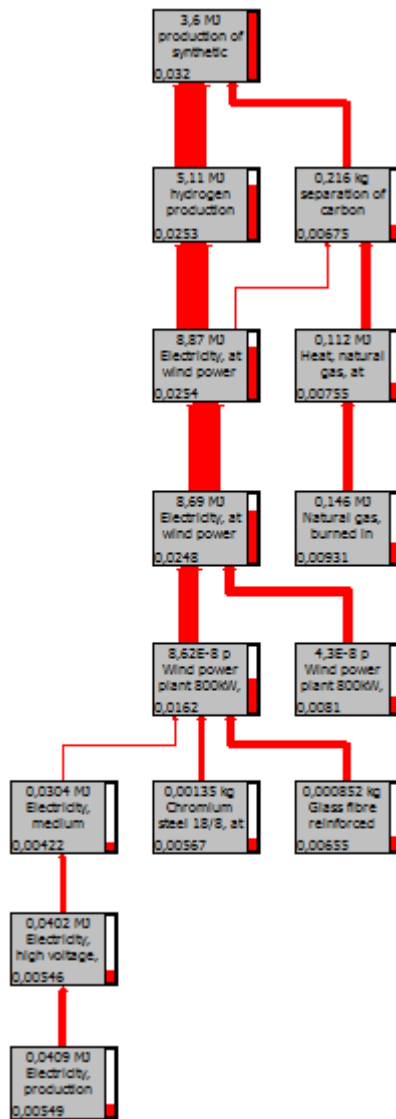 3,6 MJ
production of
synthetic
0,032
5,11 MJ
hydrogen
production
0,0253
0,216 kg
separation of
carbon
0,00675
8,87 MJ
Electricity, at
wind power
0,0254
0,112 MJ
Heat, natural
gas, at
0,00755
8,69 MJ
Electricity, at
wind power
0,0248
0,146 MJ
Natural gas,
burned in
0,00931
8,62E-8 p
Wind power
plant 800kW,
0,0162
4,3E-8 p
Wind power
plant 800kW,
0,0081
0,0304 MJ
Electricity,
medium
0,00422
0,00135 kg
Chromium
steel 18/8, at
0,00567
0,000852 kg
Glass fibre
reinforced
0,00655
0,0402 MJ
Electricity,
high voltage,
0,00546
0,0409 MJ
Electricity,
production
0,00549